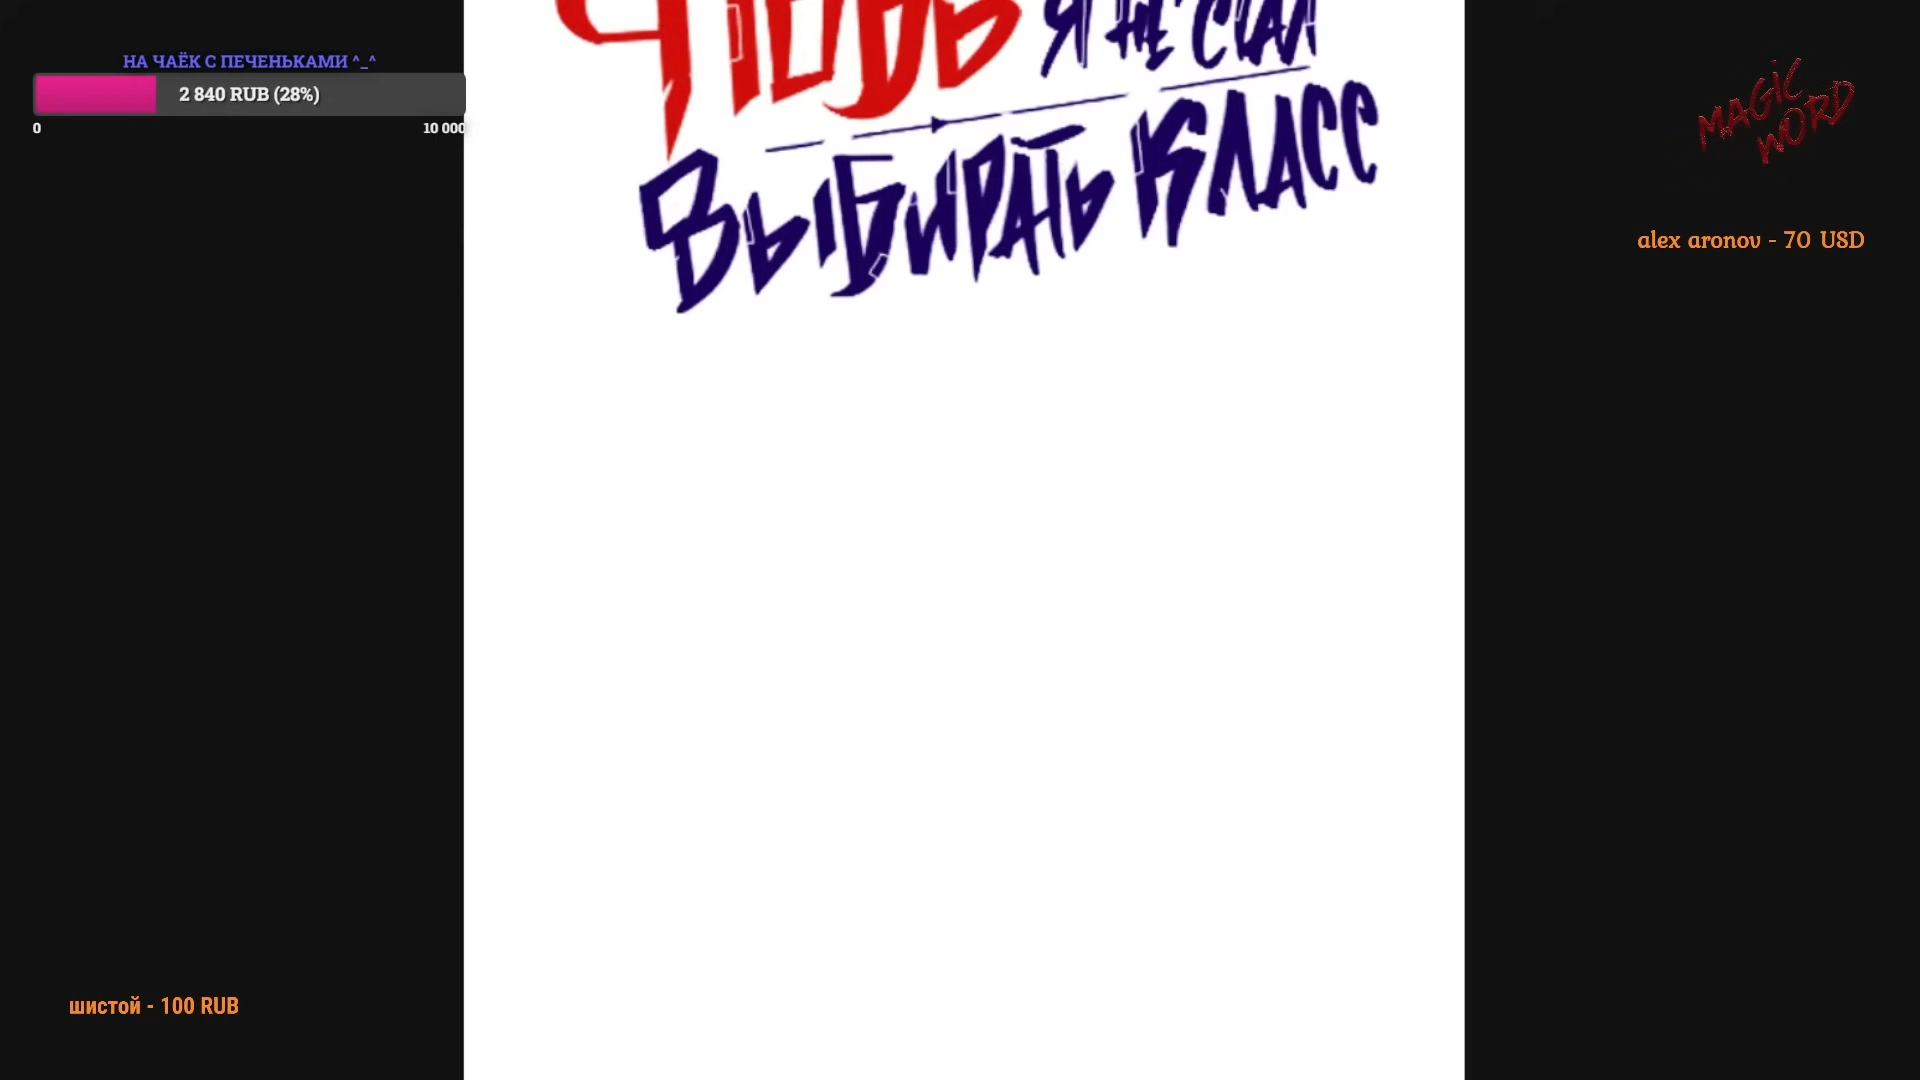 НА ЧАЁК С ПЕЧЕНЬКАМИ ^_^
2 840 RUB (28%)
0
10 000
Я НЕ СТАЛ
ВЫБИРАТЬ КЛАСС
MAGIC
WORD
alex aronov - 70 USD
шистой - 100 RUB